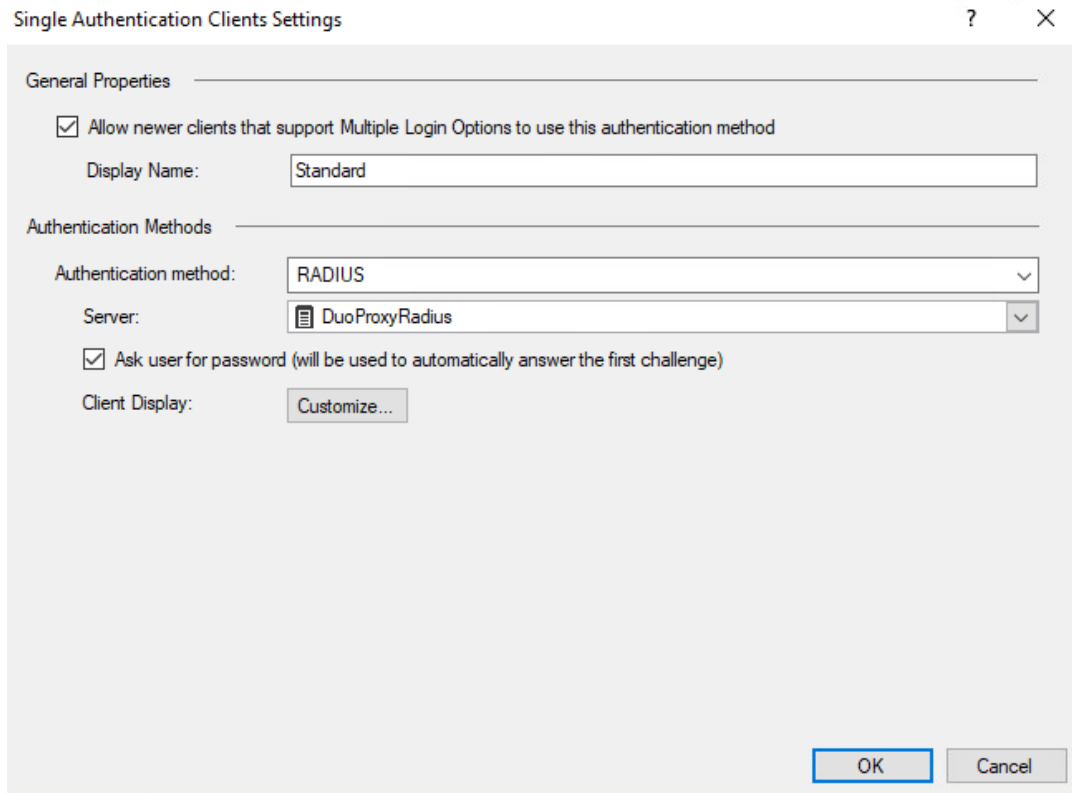 Single Authentication Clients Settings ?
General Properties
Allow newer clients that support Multiple Login Options to use this authentication method
Display Name: Standard
Authentication Methods
Authentication method: RADIUS
Server: DuoProxyRadius
Ask user for password (will be used to automatically answer the first challenge)
Client Display: Customize...
OK Cancel